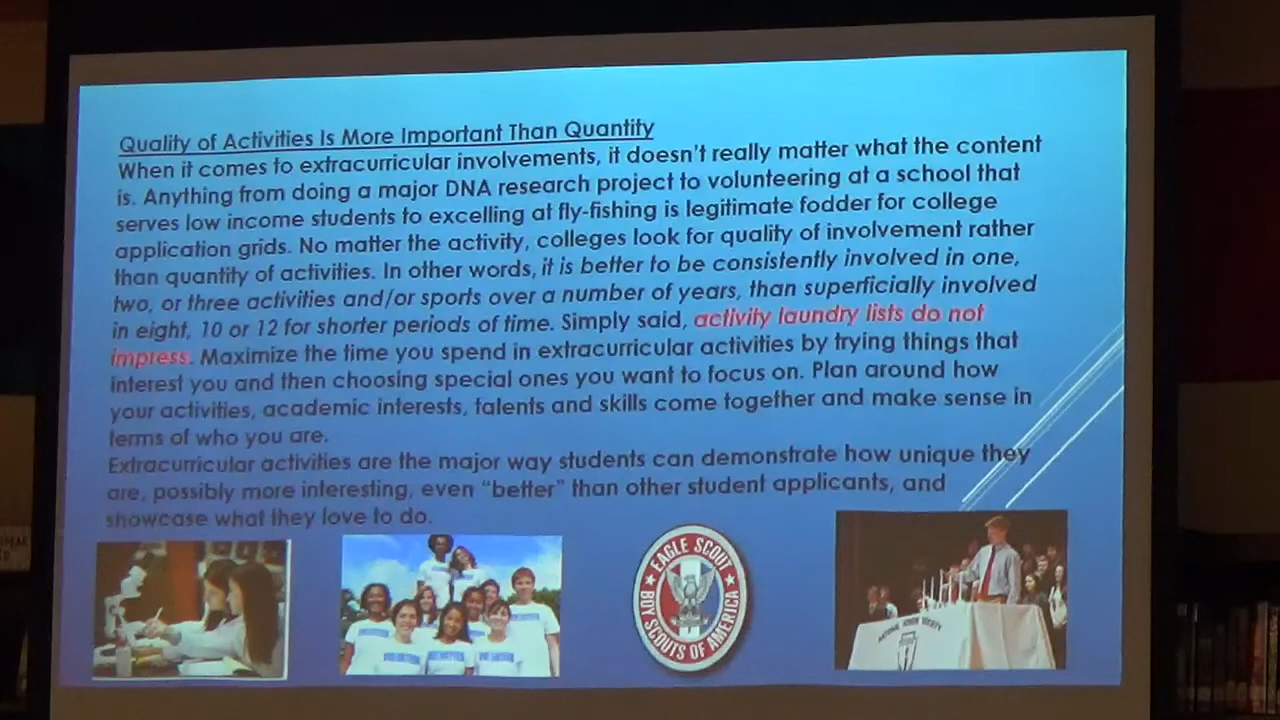 Quality of Activities Is More Important Than Quantity
When it comes to extracurricular involvements, it doesn't really matter what the content
is. Anything from doing a major DNA research project to volunteering at a school that
serves low income students to excelling at fly-fishing is legitimate fodder for college
application grids. No matter the activity, colleges look for quality of involvement rather
than quantity of activities. In other words, it is better to be consistently involved in one,
two, or three activities and/or sports over a number of years, than superficially involved
in eight, 10 or 12 for shorter periods of time. Simply said, activity laundry lists do not
impress. Maximize the time you spend in extracurricular activities by trying things that
interest you and then choosing special ones you want to focus on. Plan around how
your activities, academic interests, talents and skills come together and make sense in
terms of who you are.
Extracurricular activities are the major way students can demonstrate how unique they
are, possibly more interesting, even "better" than other student applicants, and
showcase what they love to do.
EAGLE SCOUT
BOY SCOUTS OF AMERICA
NATIONAL HONOR SOCIETY